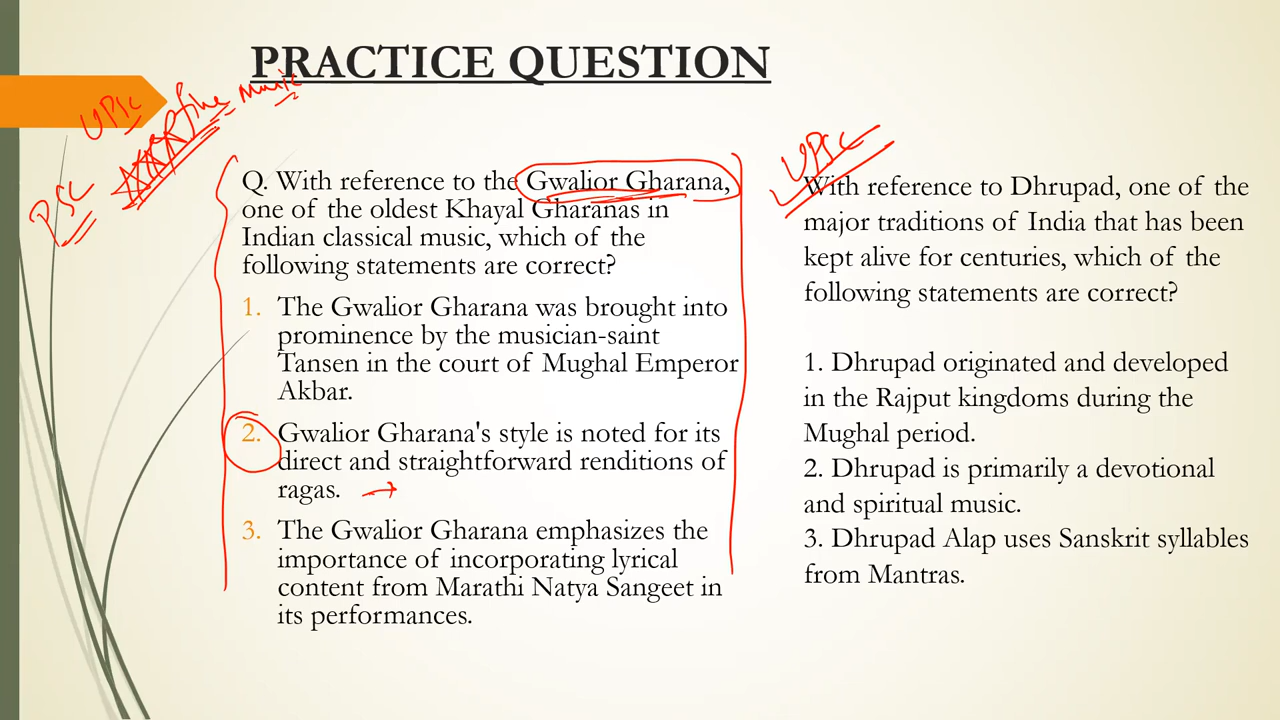 PRACTICE QUESTION
UPSC
PSC
fine music
Q. With reference to the Gwalior Gharana,
one of the oldest Khayal Gharanas in
Indian classical music, which of the
following statements are correct?
1. The Gwalior Gharana was brought into
prominence by the musician-saint
Tansen in the court of Mughal Emperor
Akbar.
2. Gwalior Gharana's style is noted for its
direct and straightforward renditions of
ragas.
3. The Gwalior Gharana emphasizes the
importance of incorporating lyrical
content from Marathi Natya Sangeet in
its performances.
UPSC
With reference to Dhrupad, one of the
major traditions of India that has been
kept alive for centuries, which of the
following statements are correct?
1. Dhrupad originated and developed
in the Rajput kingdoms during the
Mughal period.
2. Dhrupad is primarily a devotional
and spiritual music.
3. Dhrupad Alap uses Sanskrit syllables
from Mantras.